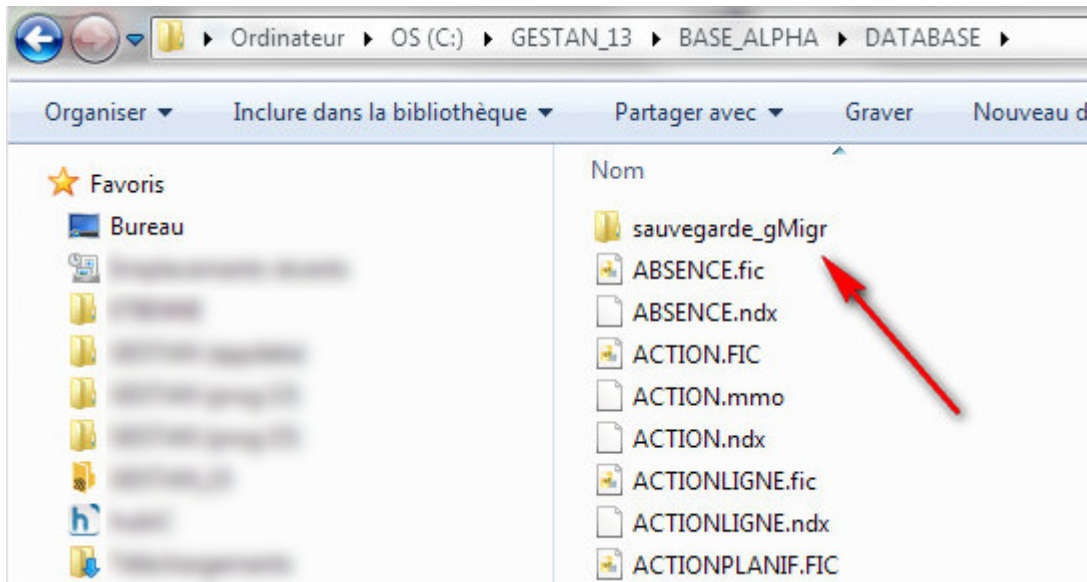 Ordinateur OS (C:) GESTAN_13 BASE_ALPHA DATABASE
Organiser Inclure dans la bibliothèque Partager avec Graver Nouveau d
Nom
Favoris
Bureau
sauvegarde_gMigr
ABSENCE.fic
ABSENCE.ndx
ACTION.FIC
ACTION.mmo
ACTION.ndx
ACTIONLIGNE.fic
ACTIONLIGNE.ndx
ACTIONPLANIF.FIC